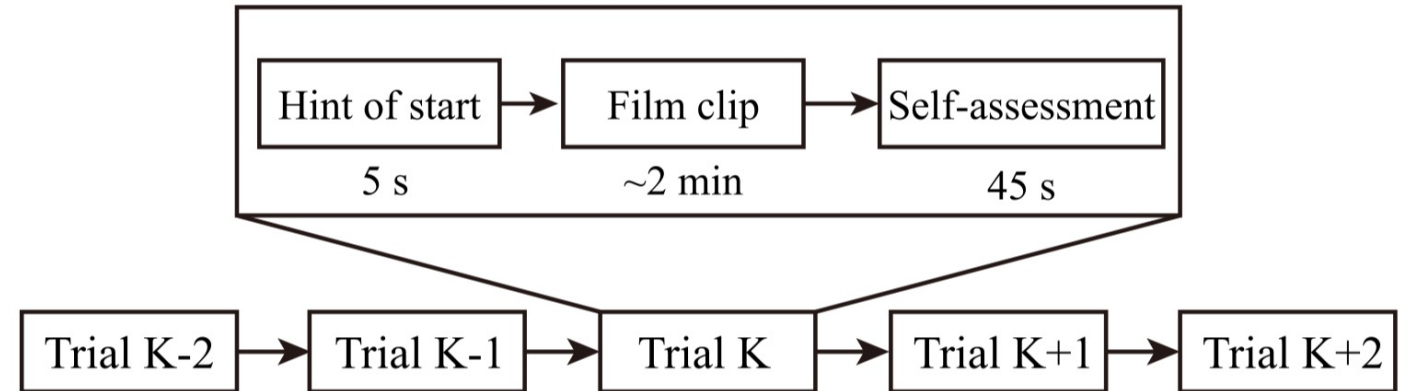 Hint of start
Film clip
Self-assessment
5 s
~2 min
45 s
Trial K-2
Trial K-1
Trial K
Trial K+1
Trial K+2